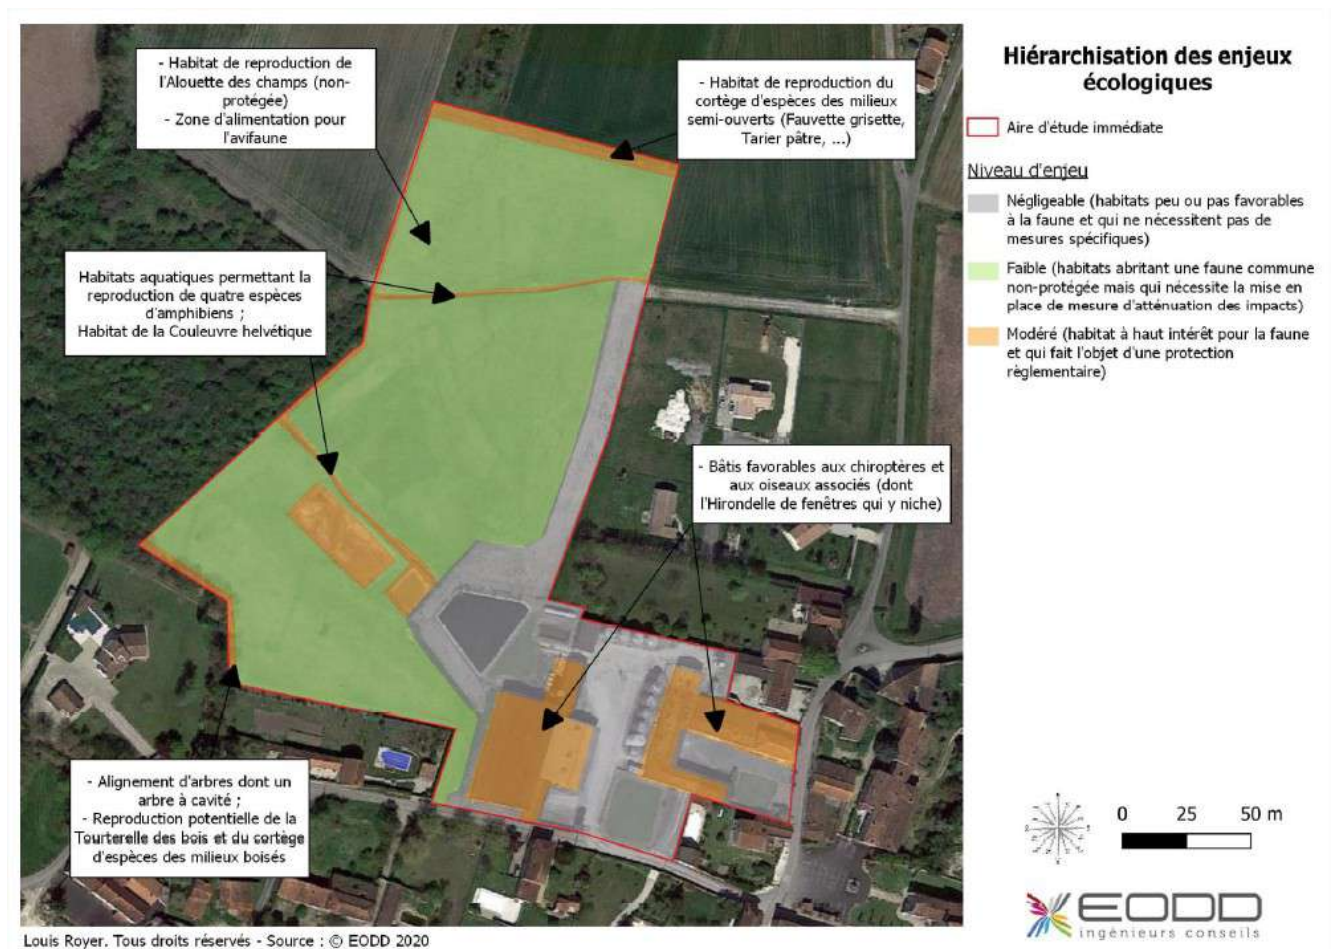 - Habitat de reproduction de
l'Alouette des champs (non-
protégée)
- Zone d'alimentation pour
l'avifaune
- Habitat de reproduction du
cortège d'espèces des milieux
semi-ouverts (Fauvette grisette,
Tarier pâtre, ...)
Habitats aquatiques permettant la
reproduction de quatre espèces
d'amphibiens ;
Habitat de la Couleuvre helvétique
- Bâtis favorables aux chiroptères et
aux oiseaux associés (dont
l'Hirondelle de fenêtres qui y niche)
- Alignement d'arbres dont un
arbre à cavité ;
- Reproduction potentielle de la
Tourterelle des bois et du cortège
d'espèces des milieux boisés
Hiérarchisation des enjeux
écologiques
Aire d'étude immédiate
Niveau d'enjeu
Négligeable (habitats peu ou pas favorables
à la faune et qui ne nécessitent pas de
mesures spécifiques)
Faible (habitats abritant une faune commune
non-protégée mais qui nécessite la mise en
place de mesure d'atténuation des impacts)
Modéré (habitat à haut intérêt pour la faune
et qui fait l'objet d'une protection
règlementaire)
0 25 50 m
EODD
ingénieurs conseils
Louis Royer. Tous droits réservés - Source : © EODD 2020